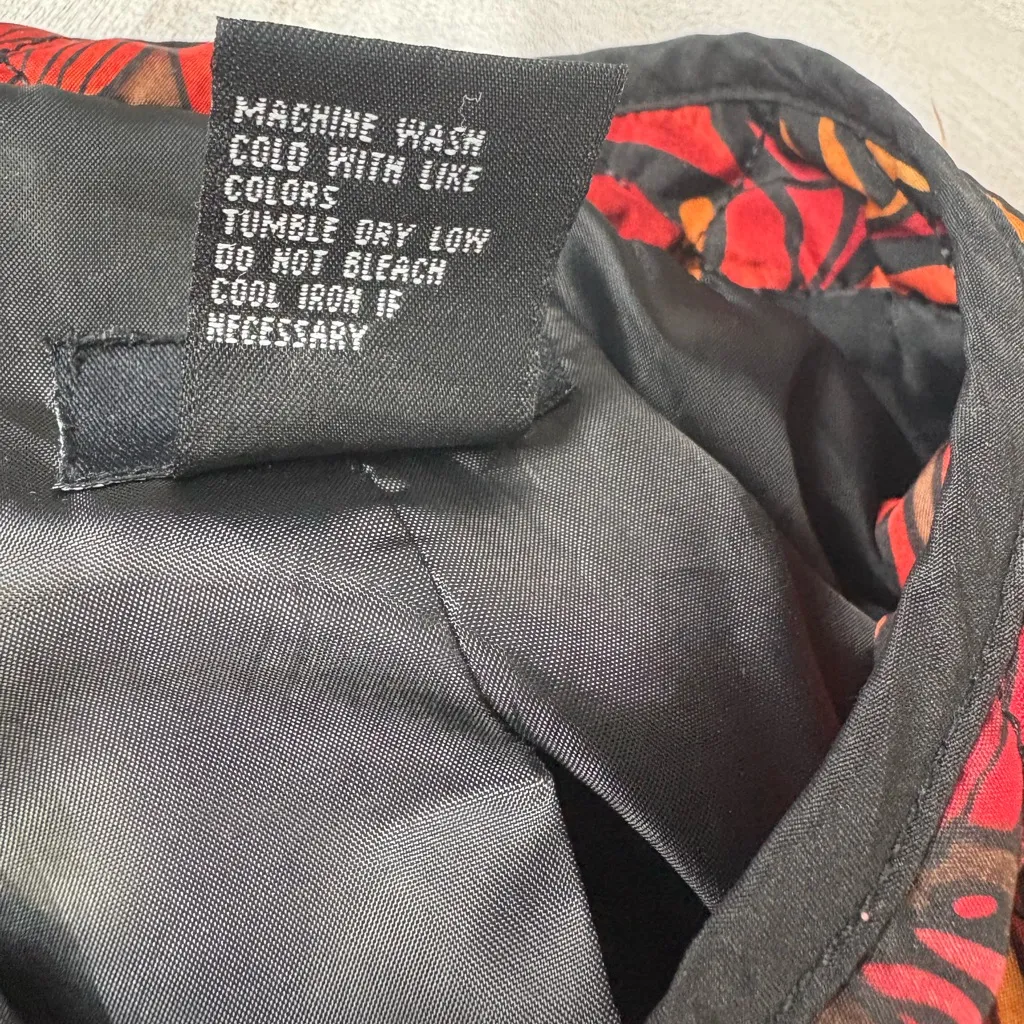 MACHINE WASH
COLD WITH LIKE
COLORS
TUMBLE DRY LOW
DO NOT BLEACH
COOL IRON IF
NECESSARY